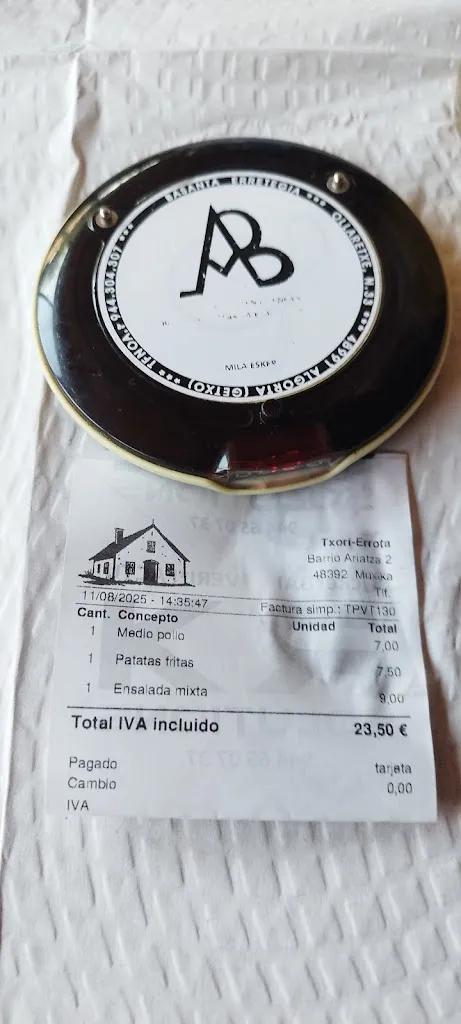 BASANTA ERRETEGIA *** OLLARETXE, N.33 *** 48991 ALGORTA (GETXO) *** TFNOA-F 944.304.307 ***
AB
MILA ESKER
Txori-Errota
Barrio Ariatza 2
48392 Muxika
Tlf.
11/08/2025 - 14:35:47 Factura simp.: TPVT130
Cant. Concepto Unidad Total
1 Medio pollo 7,00
1 Patatas fritas 7,50
1 Ensalada mixta 9,00
Total IVA incluido 23,50 €
Pagado tarjeta
Cambio 0,00
IVA